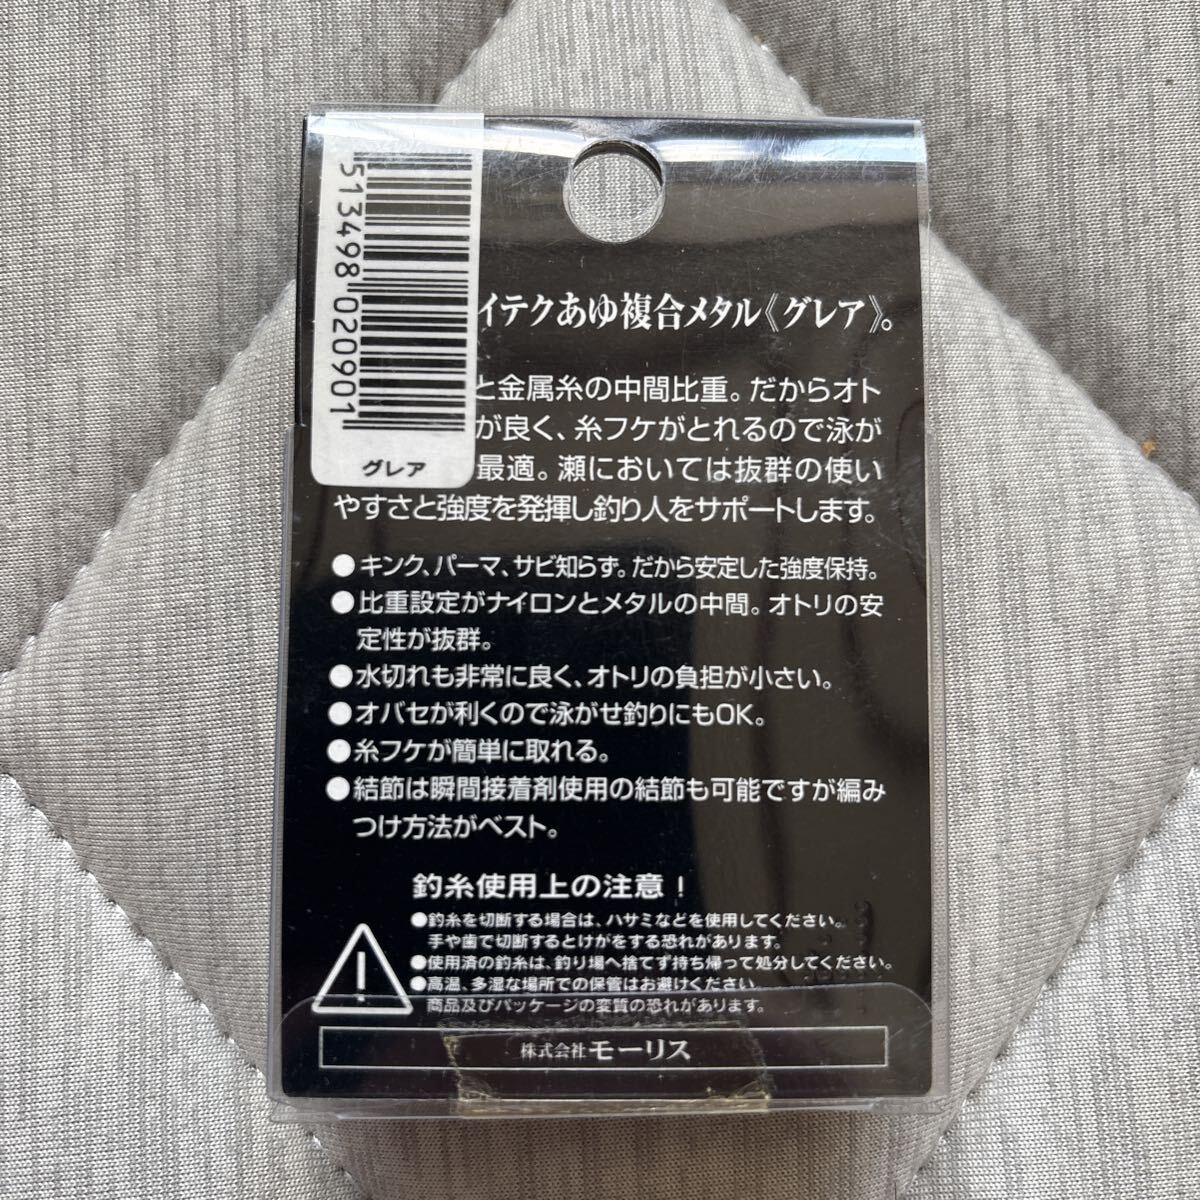 513498 020901
グレア
イテクあゆ複合メタル《グレア》。
と金属糸の中間比重。だからオト
が良く、糸フケがとれるので泳が
最適。瀬においては抜群の使い
やすさと強度を発揮し釣り人をサポートします。
●キンク、パーマ、サビ知らず。だから安定した強度保持。
●比重設定がナイロンとメタルの中間。オトリの安
定性が抜群。
●水切れも非常に良く、オトリの負担が小さい。
●オバセが利くので泳がせ釣りにもOK。
●糸フケが簡単に取れる。
●結節は瞬間接着剤使用の結節も可能ですが編み
つけ方法がベスト。
釣糸使用上の注意！
●釣糸を切断する場合は、ハサミなどを使用してください。
手や歯で切断するとけがをする恐れがあります。
●使用済の釣糸は、釣り場へ捨てず持ち帰って処分してください。
●高温、多湿な場所での保管はお避けください。
商品及びパッケージの変質の恐れがあります。
株式会社モーリス